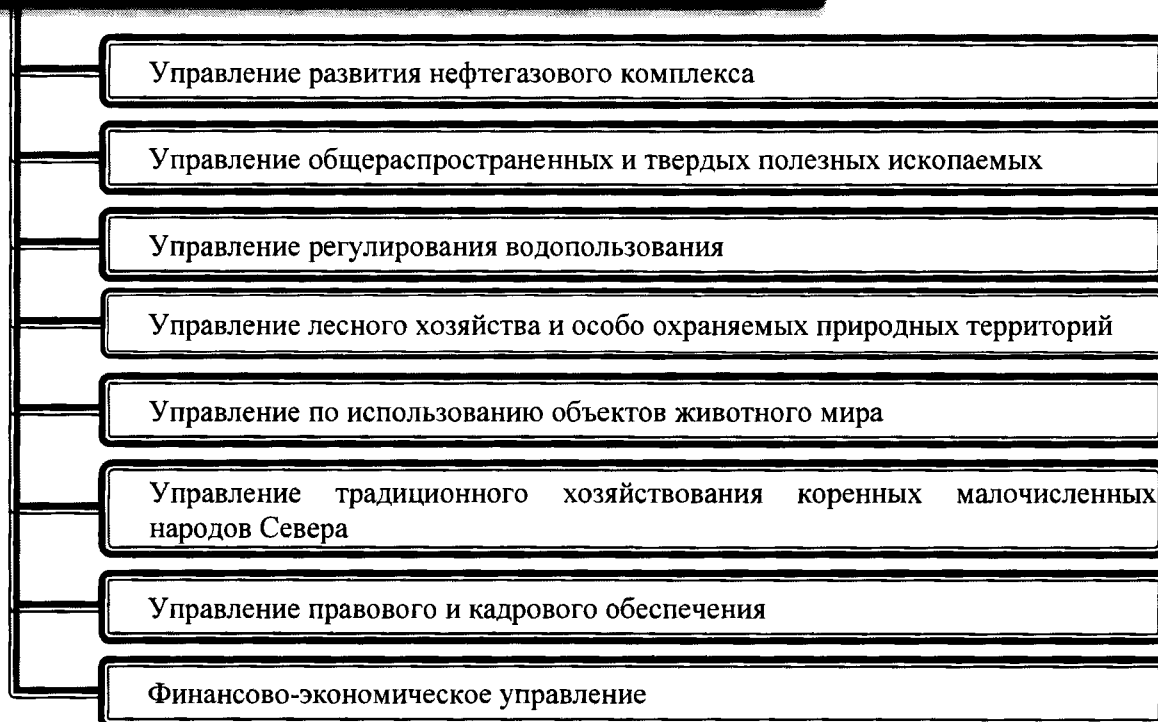 Управление развития нефтегазового комплекса
Управление общераспространенных и твердых полезных ископаемых
Управление регулирования водопользования
Управление лесного хозяйства и особо охраняемых природных территорий
Управление по использованию объектов животного мира
Управление традиционного хозяйствования коренных малочисленных
народов Севера
Управление правового и кадрового обеспечения
Финансово-экономическое управление